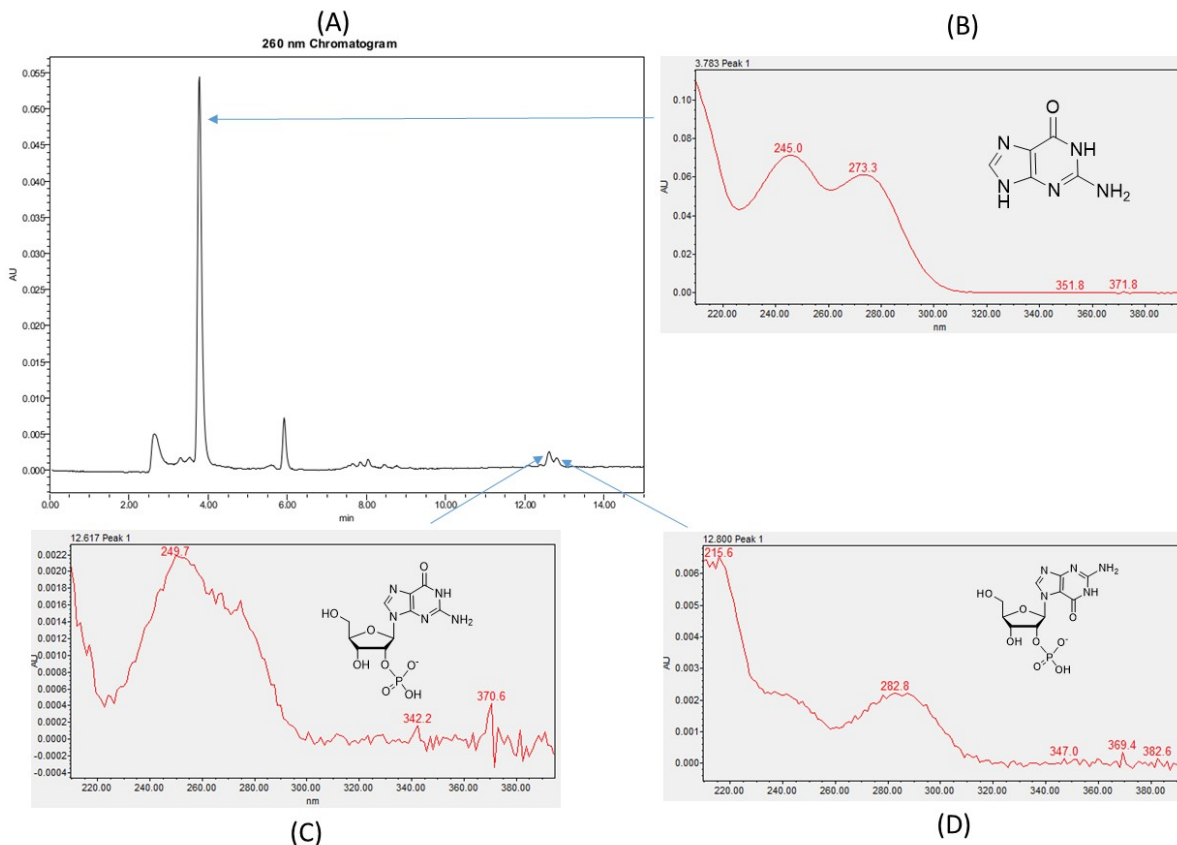 (A)
260 nm Chromatogram
0.055
0.050
0.045
0.040
0.035
0.030
0.025
0.020
0.015
0.010
0.005
0.000
AU
0.00 2.00 4.00 6.00 8.00 10.00 12.00 14.00
min
(B)
3.783 Peak 1
0.10
0.08
0.06
0.04
0.02
0.00
AU
245.0
273.3
351.8 371.8
220.00 240.00 260.00 280.00 300.00 320.00 340.00 360.00 380.00
nm
O
N NH
N N NH2
H
12.617 Peak 1
0.0022
0.0020
0.0018
0.0016
0.0014
0.0012
0.0010
0.0008
0.0006
0.0004
0.0002
0.0000
-0.0002
-0.0004
AU
249.7
342.2
370.6
220.00 240.00 260.00 280.00 300.00 320.00 340.00 360.00 380.00
nm
O
N NH
HO N N NH2
O
HO O O-
P
O OH
(C)
12.800 Peak 1
0.006
0.005
0.004
0.003
0.002
0.001
0.000
AU
215.6
282.8
347.0 369.4 382.6
220.00 240.00 260.00 280.00 300.00 320.00 340.00 360.00 380.00
nm
N N NH2
HO N NH
O O
HO O O-
P
O OH
(D)